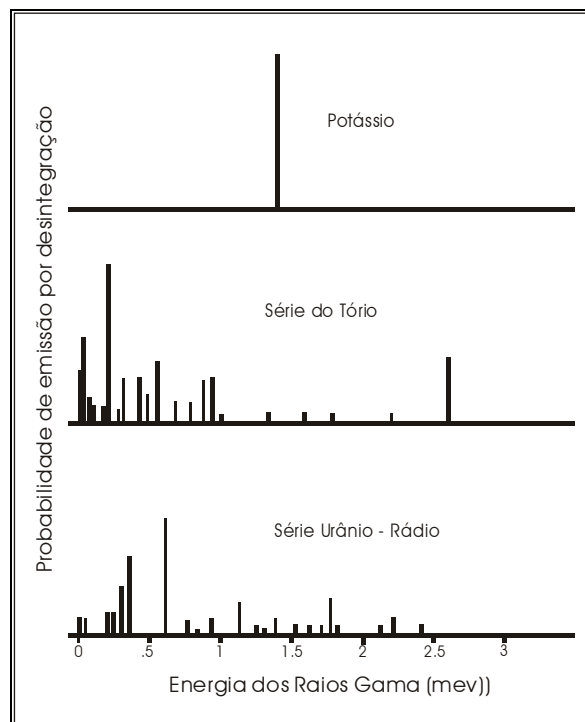 Probabilidade de emissão por desintegração
Potássio
Série do Tório
Série Urânio - Rádio
0 .5 1 1.5 2 2.5 3
Energia dos Raios Gama (mev))